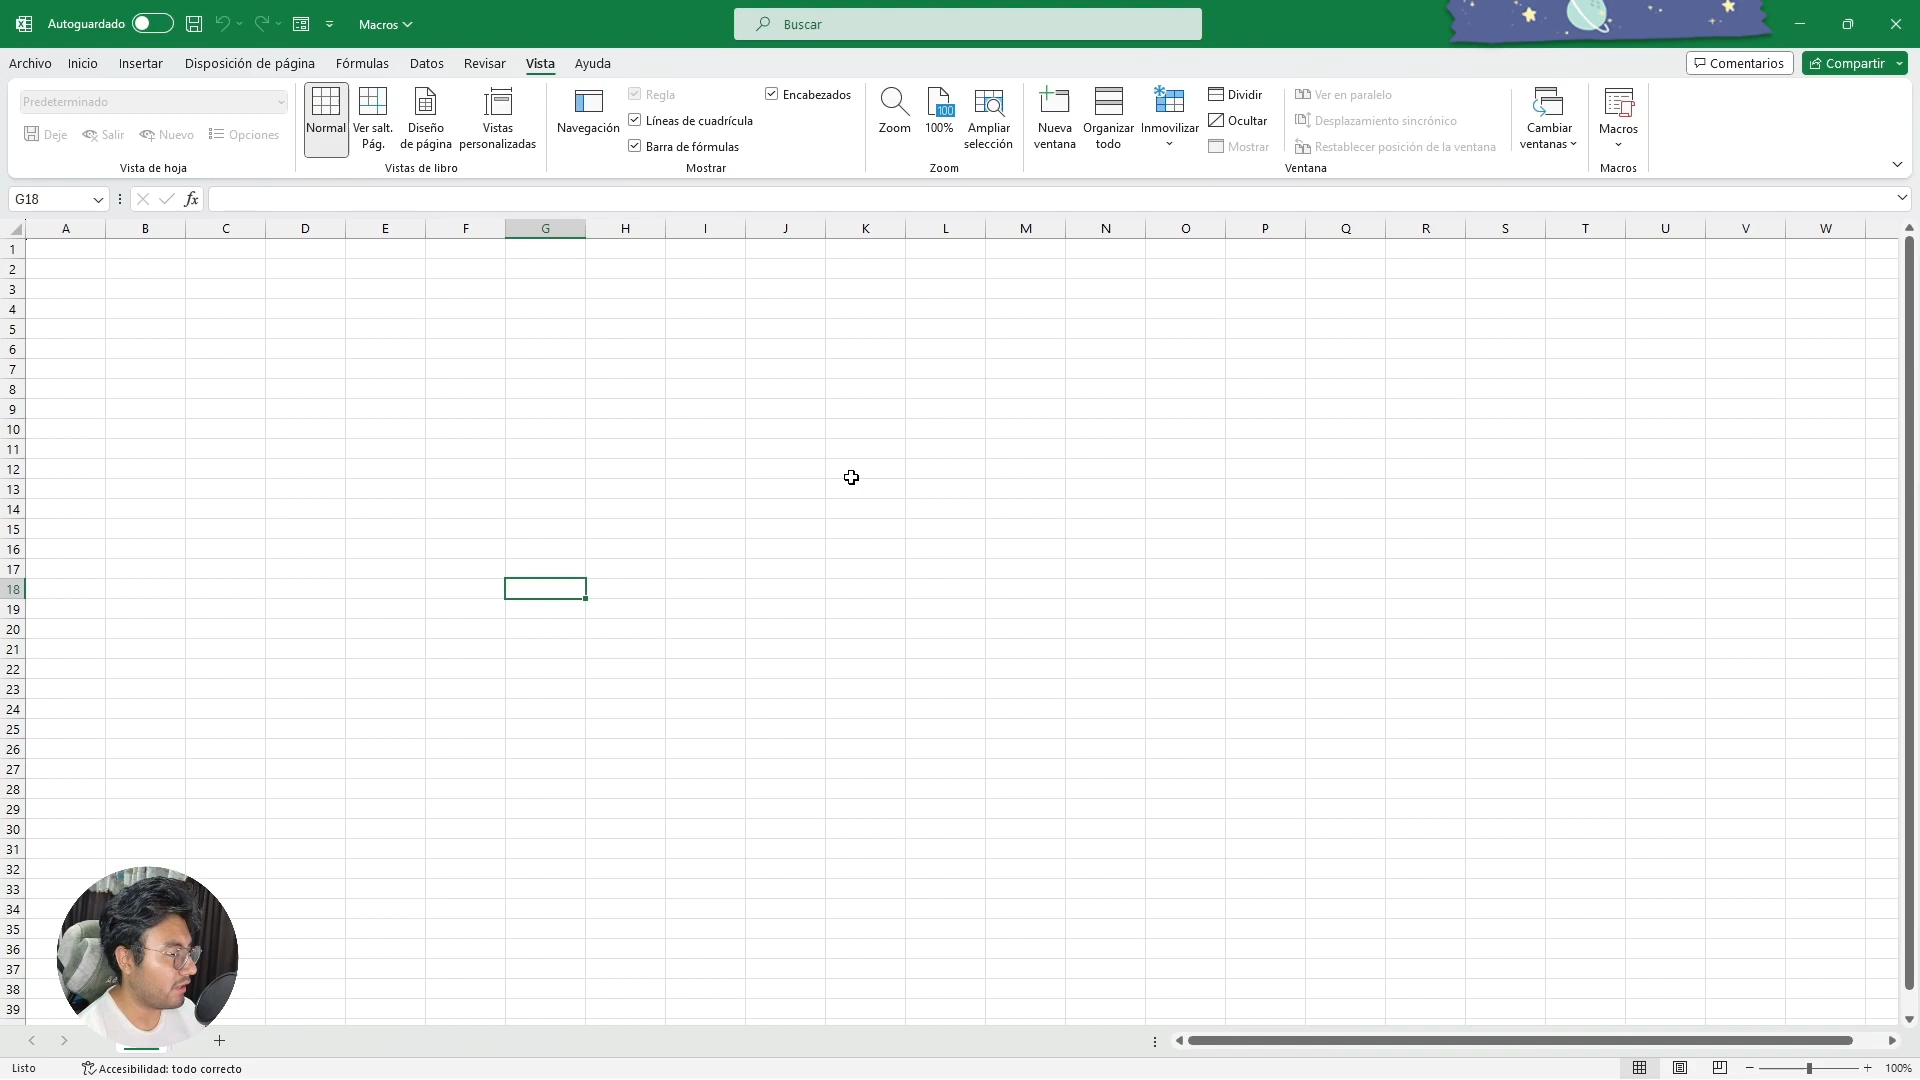 Autoguardado Macros Buscar
Archivo Inicio Insertar Disposición de página Fórmulas Datos Revisar Vista Ayuda Comentarios Compartir
Predeterminado
Deje Salir Nuevo Opciones
Vista de hoja
Normal Ver salt. Pág. Diseño de página Vistas personalizadas
Vistas de libro
Navegación Regla Encabezados
Líneas de cuadrícula
Barra de fórmulas
Mostrar
Zoom 100% Ampliar selección
Zoom
Nueva ventana Organizar todo Inmovilizar
Dividir Ver en paralelo
Ocultar Desplazamiento sincrónico
Mostrar Restablecer posición de la ventana
Ventana
Cambiar ventanas
Macros
Macros
G18 fx
A B C D E F G H I J K L M N O P Q R S T U V W
1
2
3
4
5
6
7
8
9
10
11
12
13
14
15
16
17
18
19
20
21
22
23
24
25
26
27
28
29
30
31
32
33
34
35
36
37
38
39
Listo Accesibilidad: todo correcto 100%